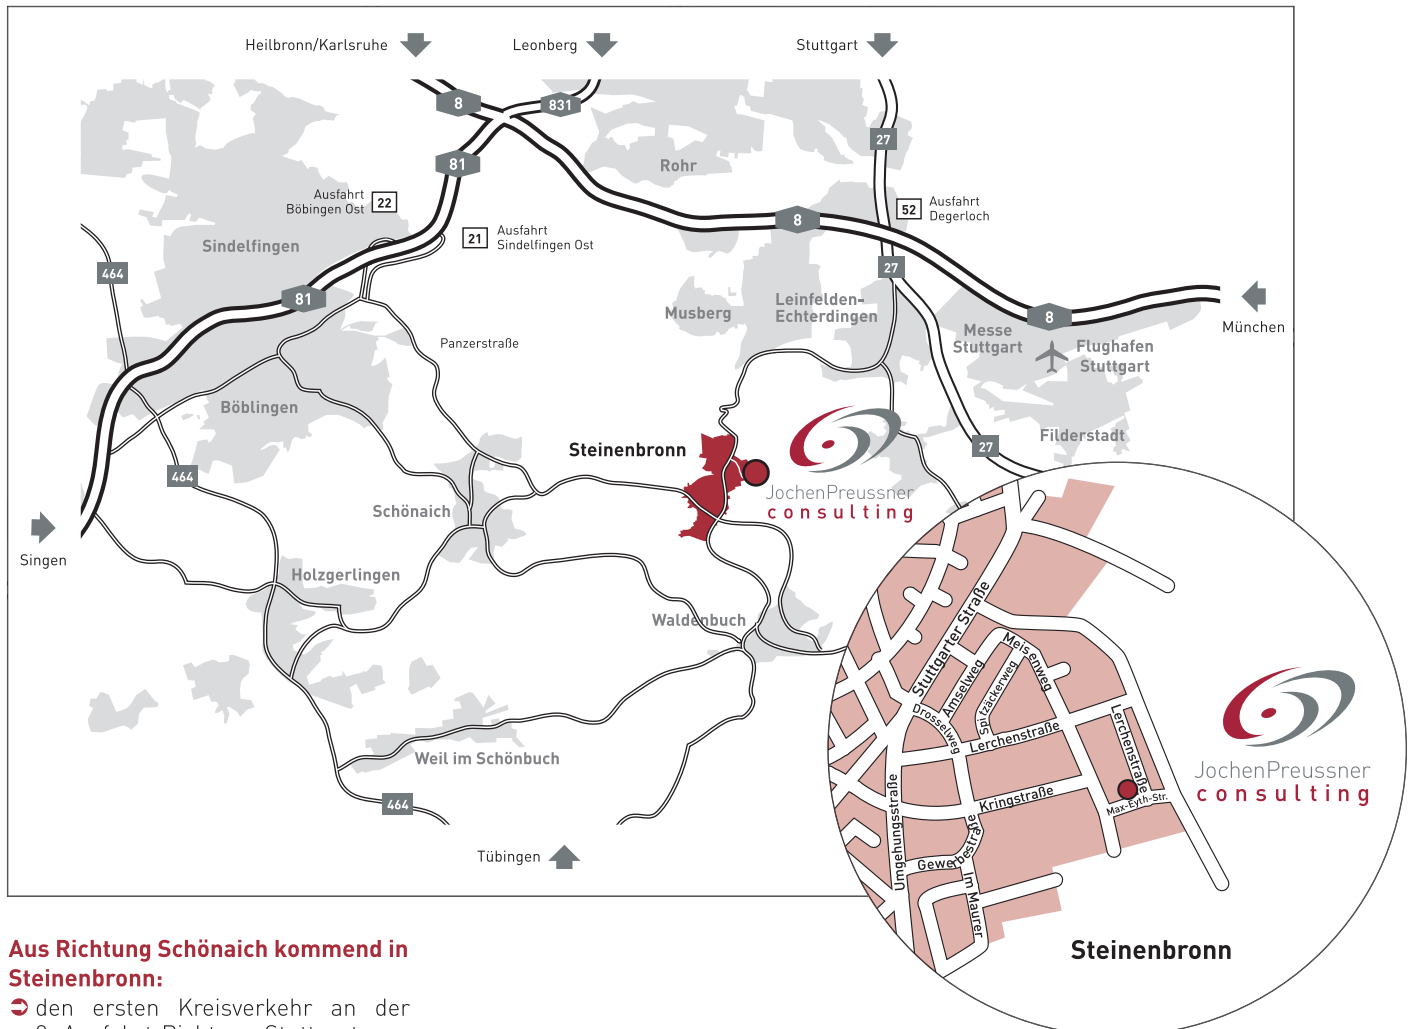 Heilbronn/Karlsruhe
Leonberg
Stuttgart
8
831
27
81
Rohr
Ausfahrt
Böbingen Ost
22
52
Ausfahrt
Degerloch
8
21
Ausfahrt
Sindelfingen Ost
Sindelfingen
464
27
81
Leinfelden-
Echterdingen
Musberg
8
München
Messe
Stuttgart
Flughafen
Stuttgart
Panzerstraße
Böblingen
Filderstadt
27
Steinenbronn
464
JochenPreussner
consulting
Schönaich
Singen
Holzgerlingen
Waldenbuch
Weil im Schönbuch
464
Tübingen
Stuttgarter Straße
Meisenweg
Amselweg
Spitzäckerweg
Drosselweg
Lerchenstraße
Lerchenstraße
Kringstraße
Max-Eyth-Str.
Umgehungsstraße
Gewerbestraße
Im Maurer
JochenPreussner
consulting
Steinenbronn
Aus Richtung Schönaich kommend in
Steinenbronn:
den ersten Kreisverkehr an der